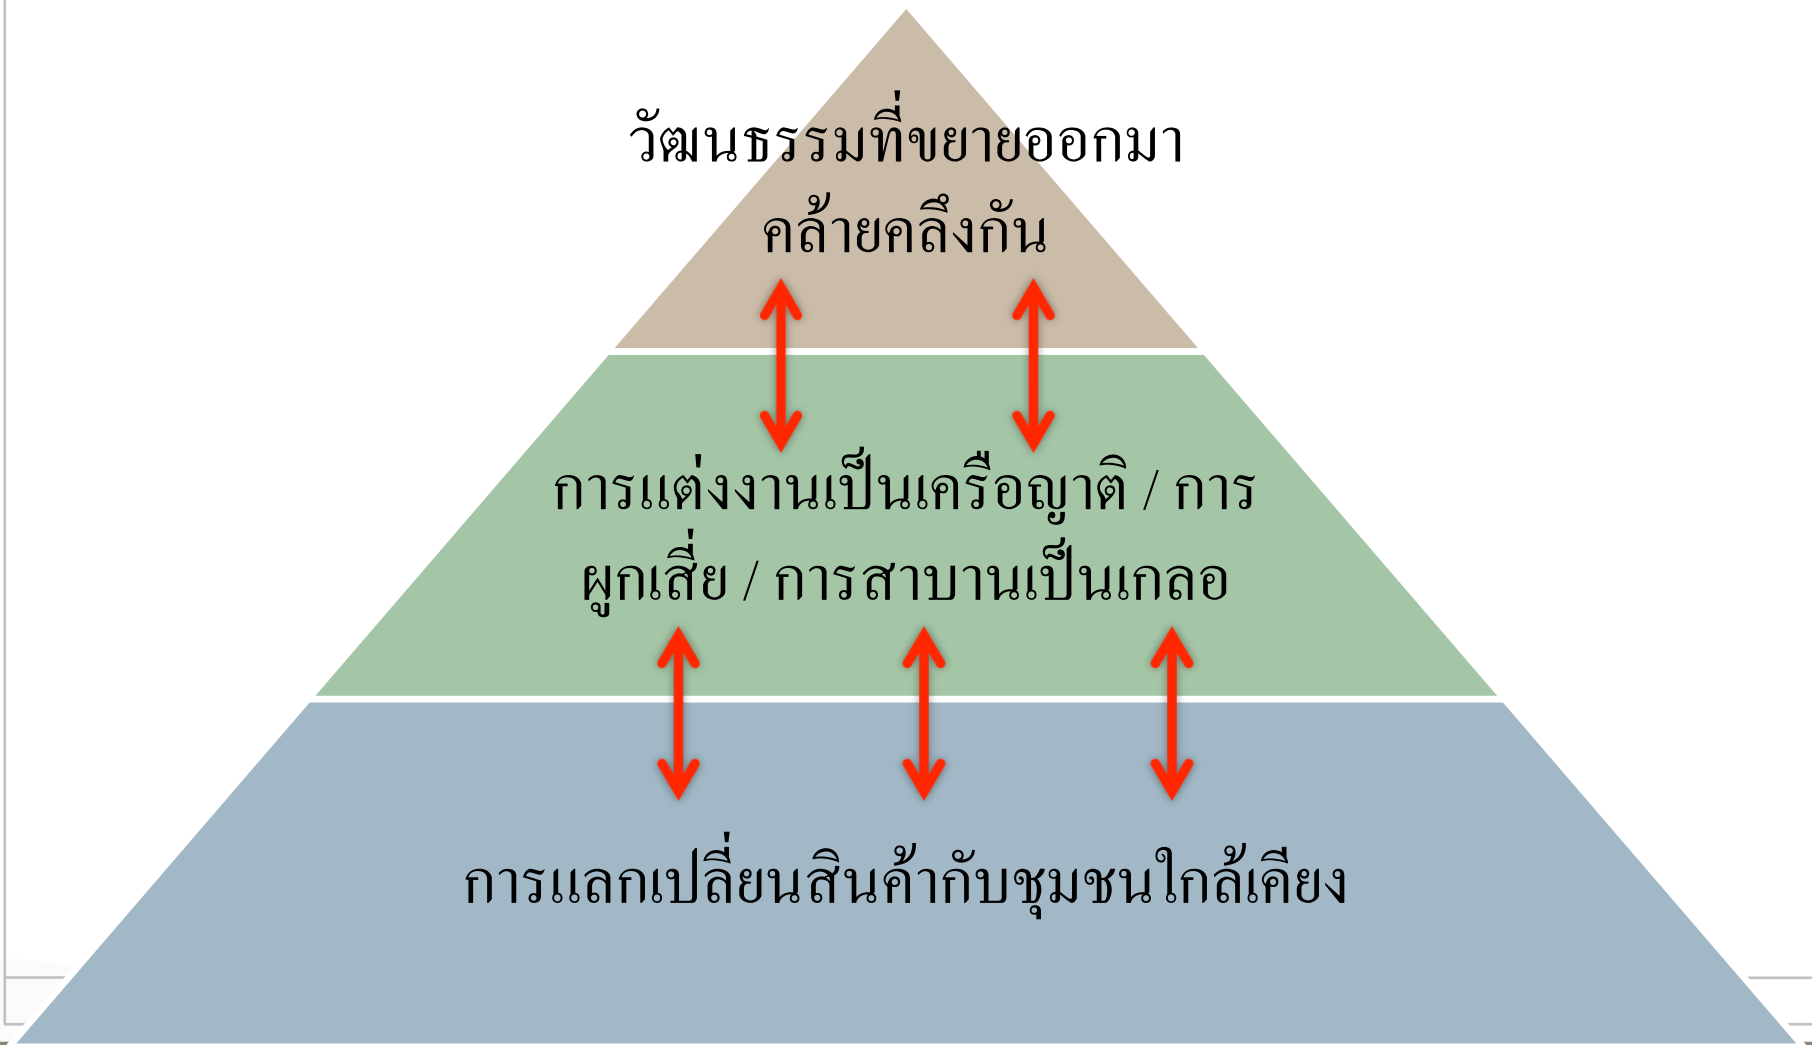 วัฒนธรรมที่ขยายออกมา
คล้ายคลึงกัน
การแต่งงานเป็นเครือญาติ / การ
ผูกเสี่ย / การสาบานเป็นเกลอ
การแลกเปลี่ยนสินค้ากับชุมชนใกล้เคียง